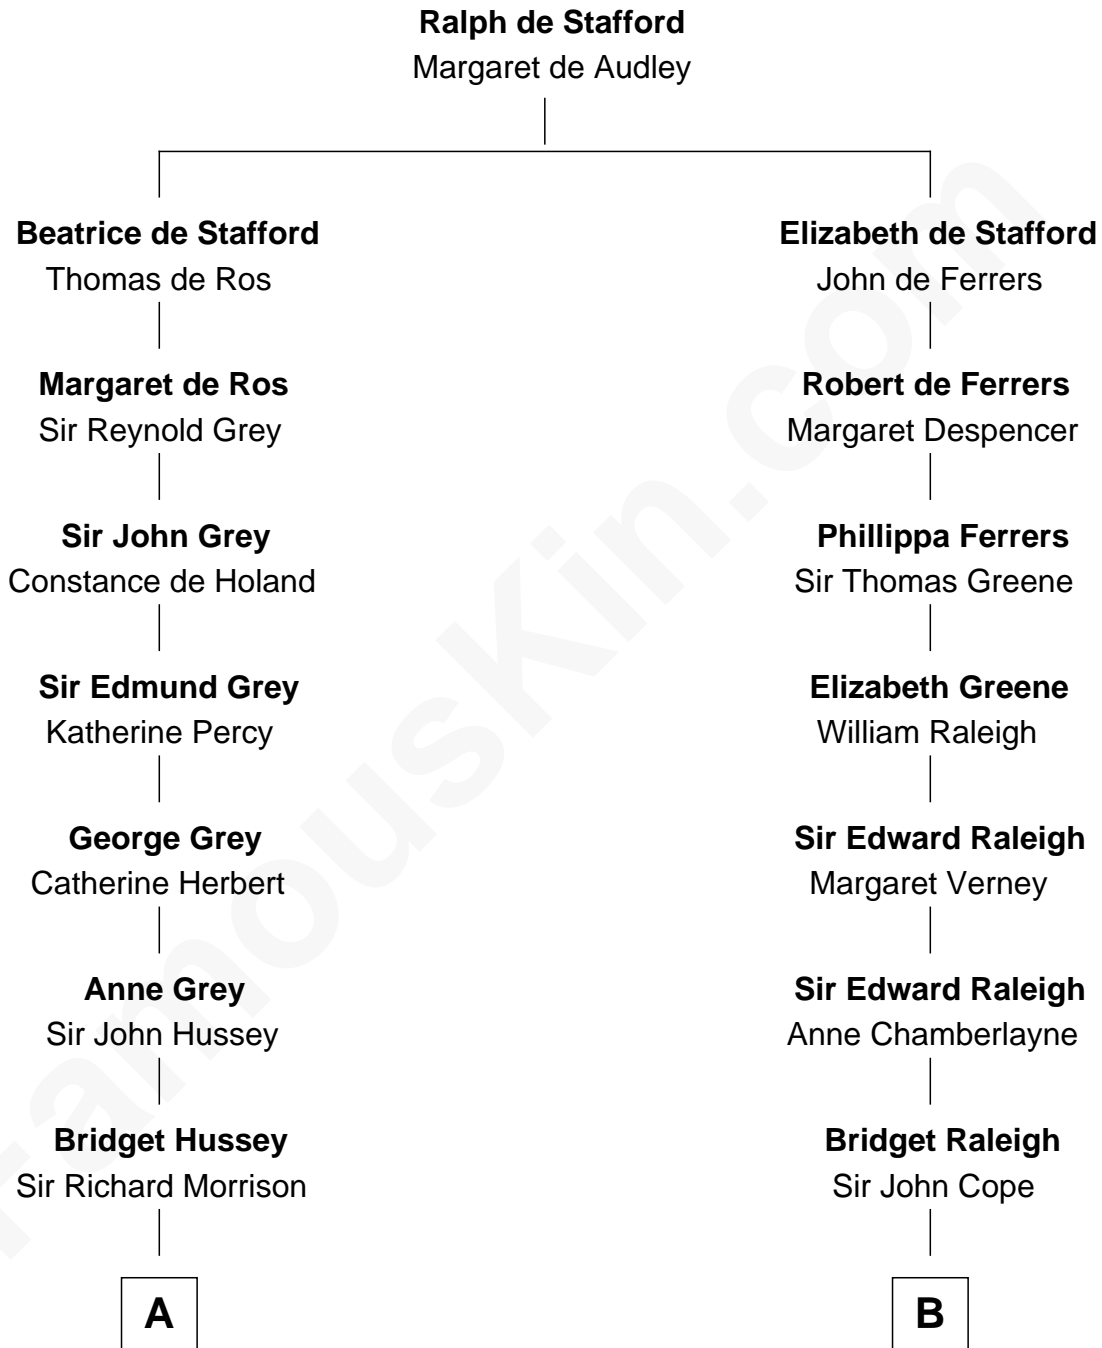 Ralph de Stafford
Margaret de Audley
Beatrice de Stafford
Thomas de Ros
Elizabeth de Stafford
John de Ferrers
Margaret de Ros
Sir Reynold Grey
Robert de Ferrers
Margaret Despencer
Sir John Grey
Constance de Holand
Phillippa Ferrers
Sir Thomas Greene
Sir Edmund Grey
Katherine Percy
Elizabeth Greene
William Raleigh
George Grey
Catherine Herbert
Sir Edward Raleigh
Margaret Verney
Anne Grey
Sir John Hussey
Sir Edward Raleigh
Anne Chamberlayne
Bridget Hussey
Sir Richard Morrison
Bridget Raleigh
Sir John Cope
A
B
FamousKin.com